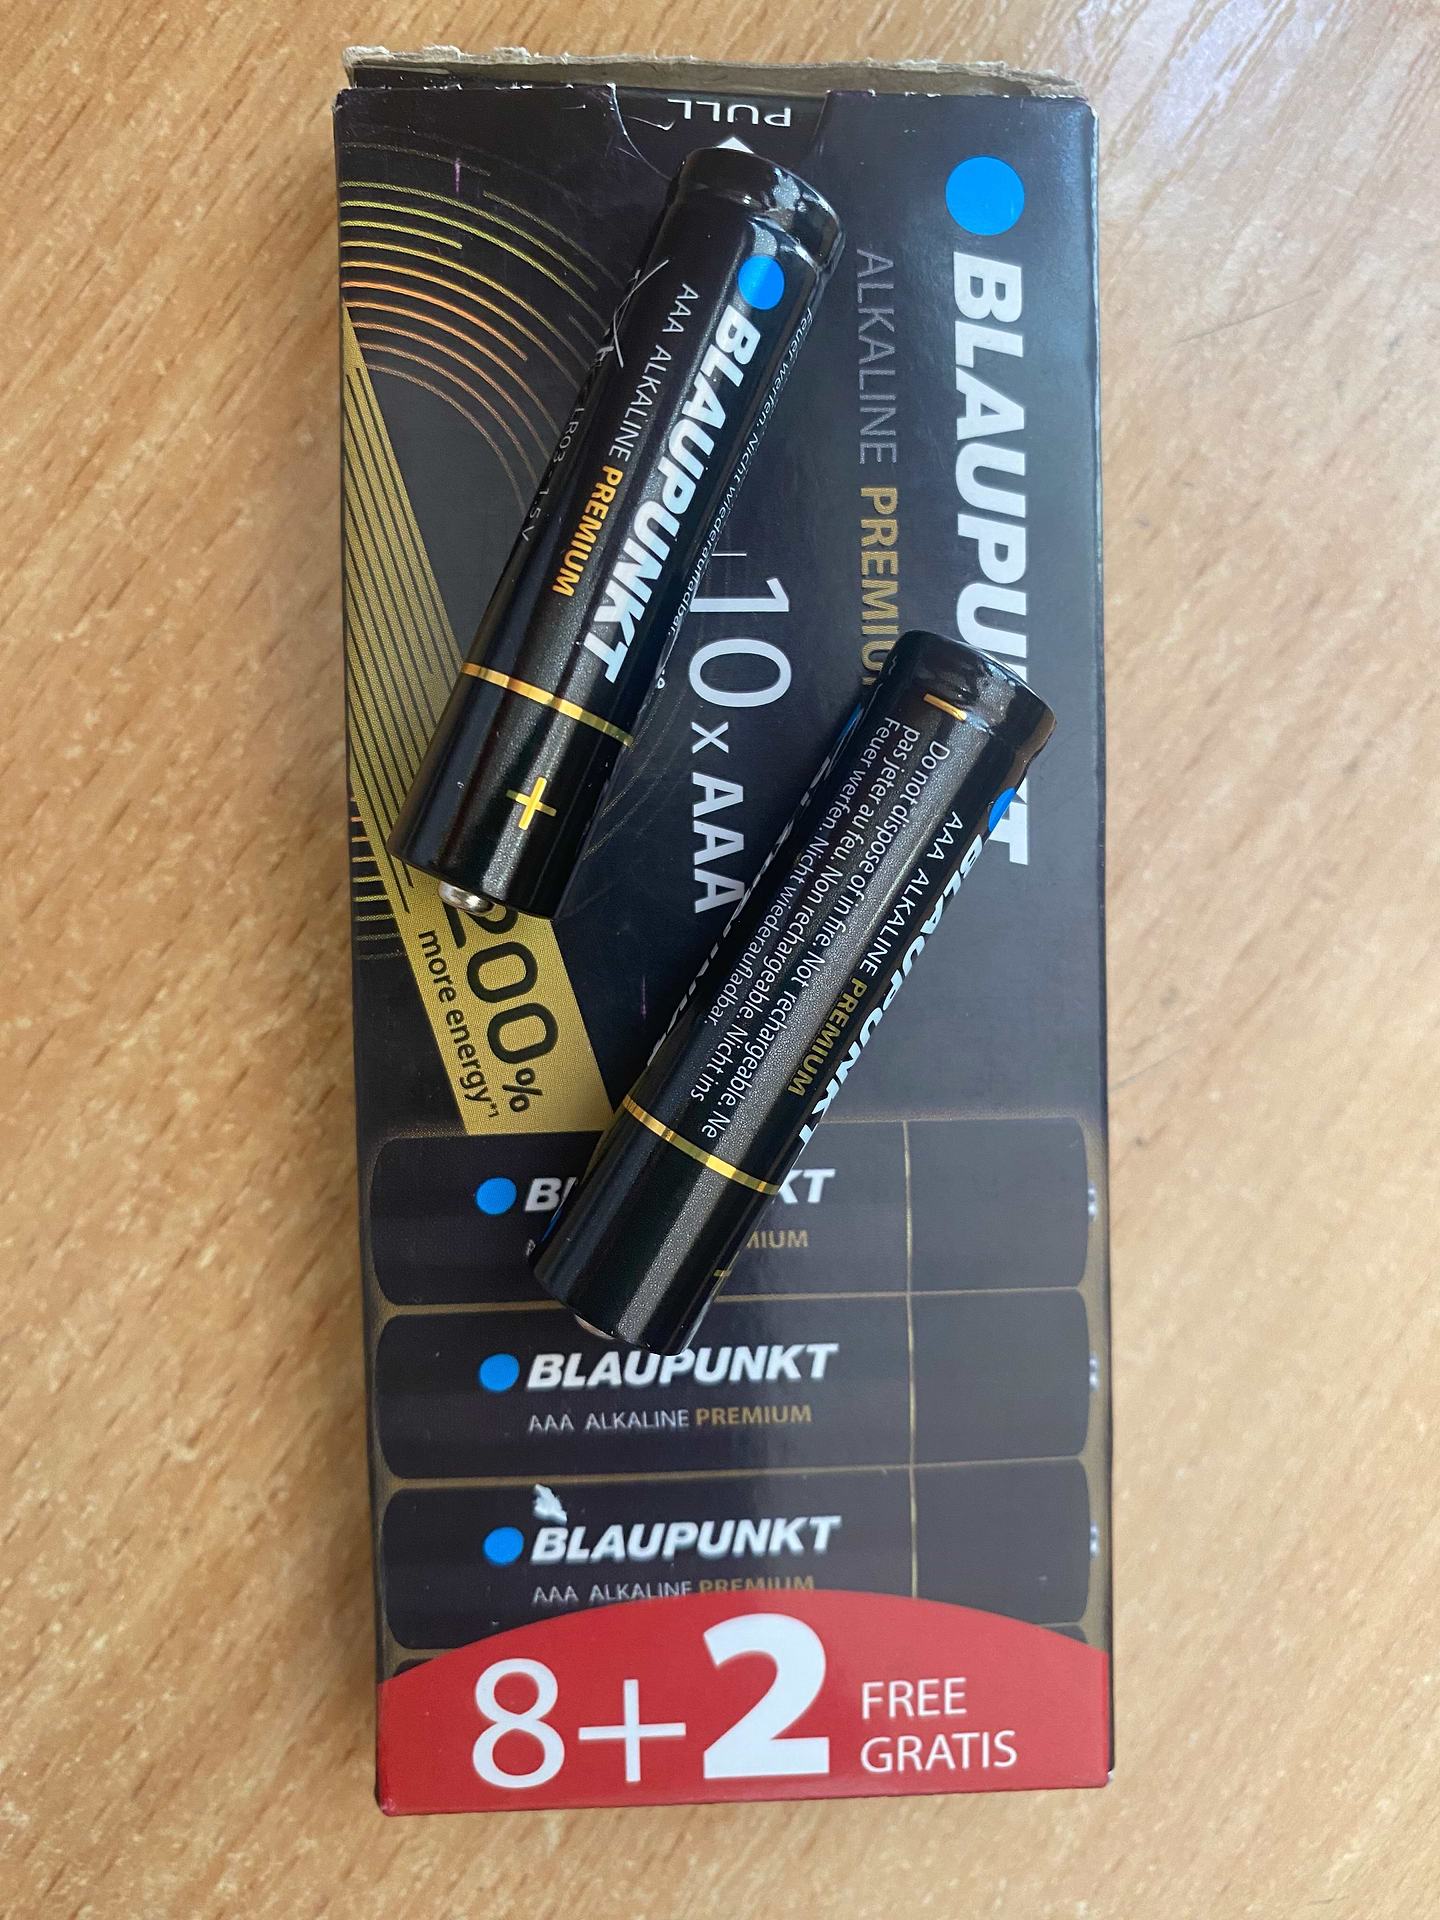 PULL
BLAUPUNKT
ALKALINE PREMIUM
10 x AAA
200%
more energy*1
BLAUPUNKT
AAA ALKALINE PREMIUM
LR03 1.5V
Feuer werfen. Nicht wiederaufladbar.
+
BLAUPUNKT
AAA ALKALINE PREMIUM
Do not dispose of in fire. Not rechargeable. Ne
pas jeter au feu. Non rechargeable. Nicht ins
Feuer werfen. Nicht wiederaufladbar.
BLAUPUNKT
AAA ALKALINE PREMIUM
BLAUPUNKT
AAA ALKALINE PREMIUM
8+2 FREE
GRATIS